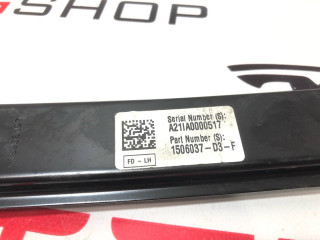 SHOP
Serial Number (S):
A21IA0000517
Part Number (S):
1506037-D3-F
FD - LH